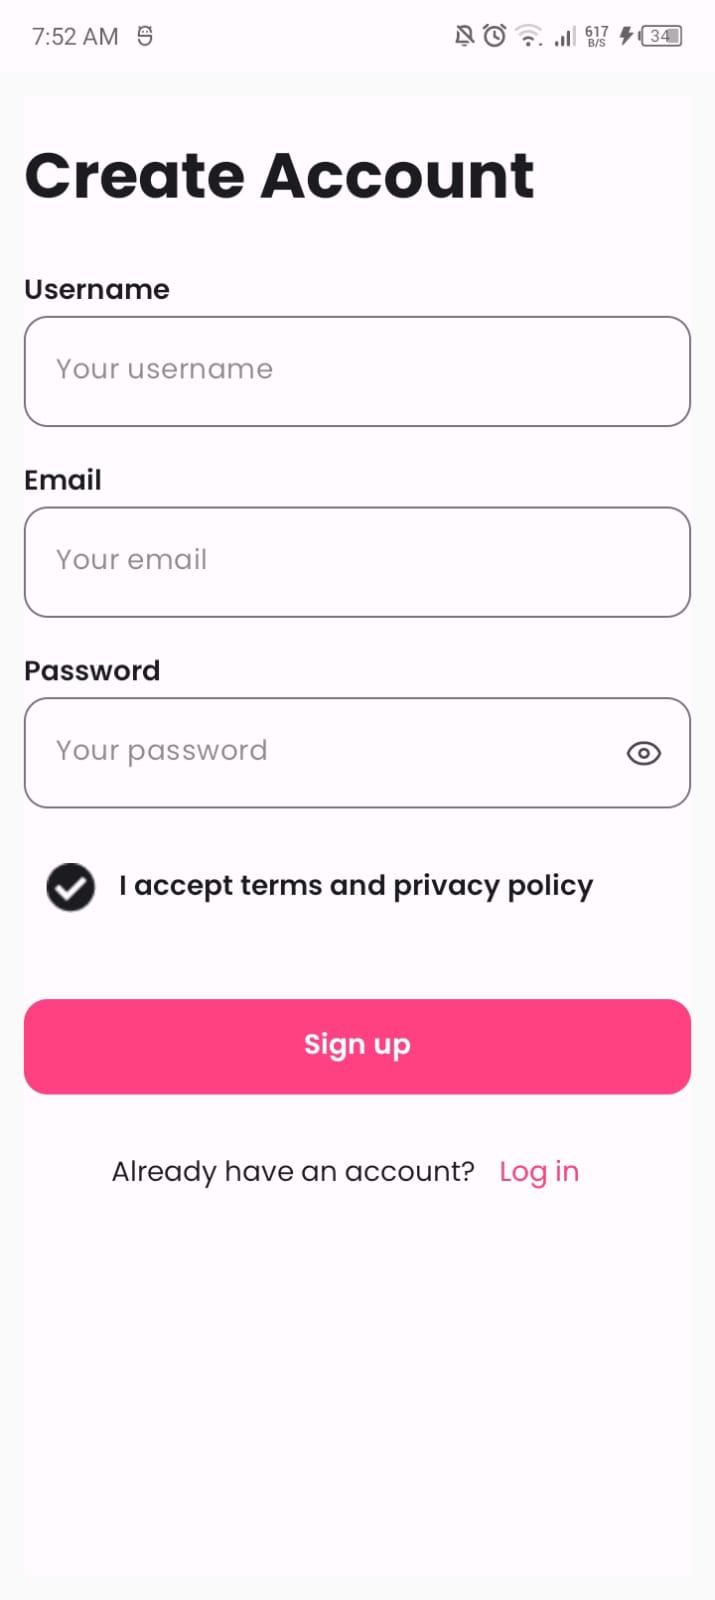 7:52 AM 617 B/S 34
Create Account
Username
Your username
Email
Your email
Password
Your password
I accept terms and privacy policy
Sign up
Already have an account? Log in